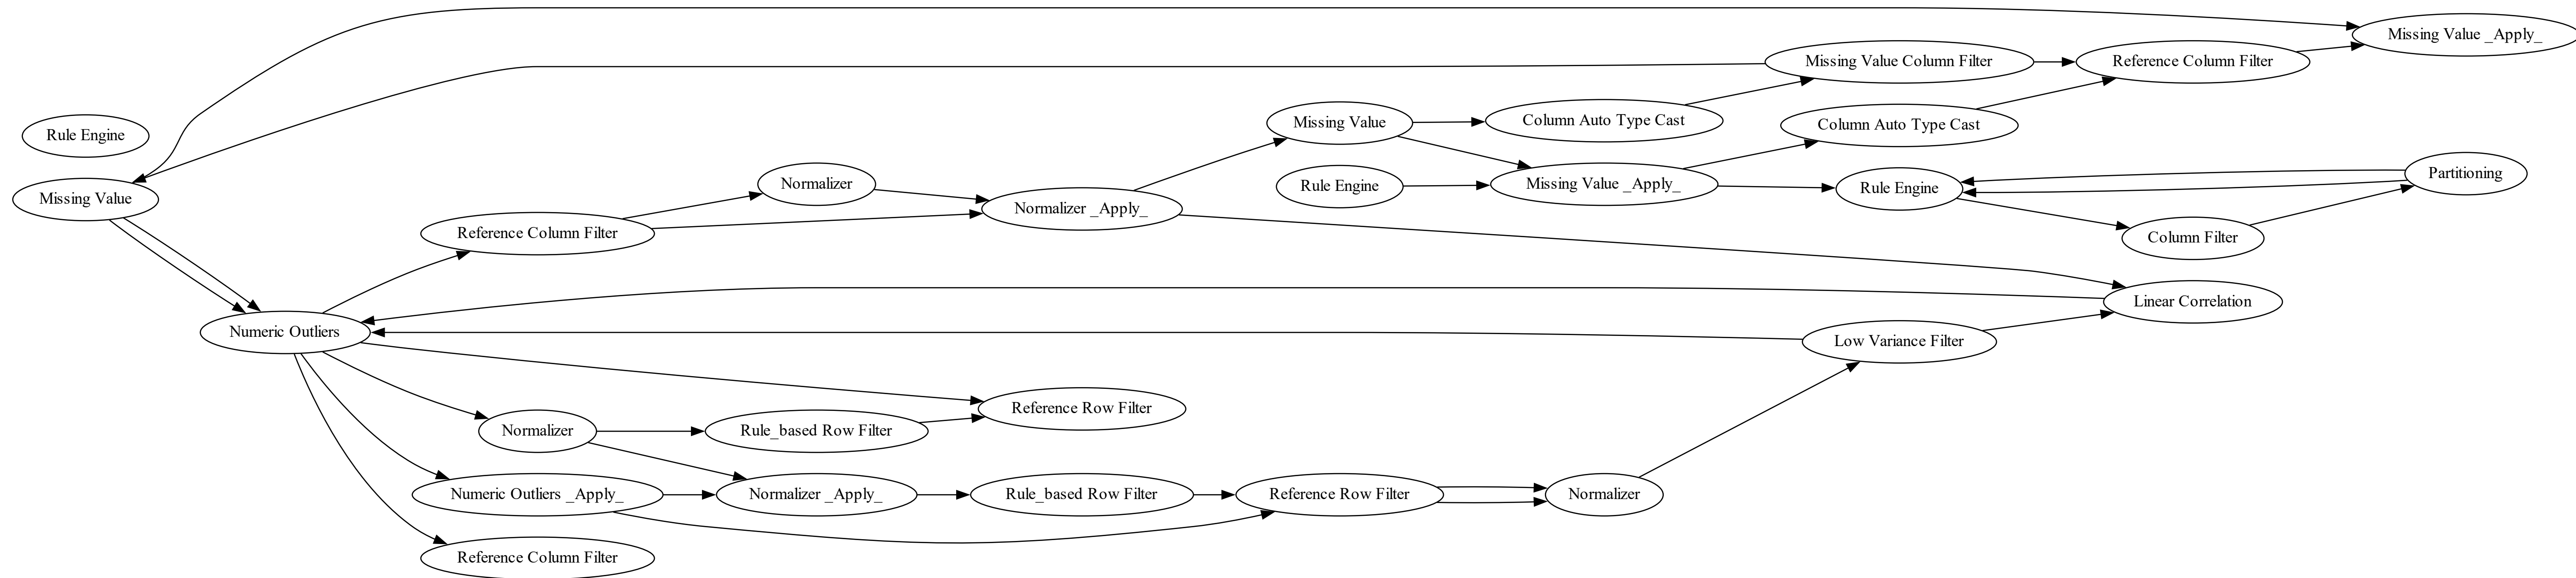 Missing Value _Apply_
Missing Value Column Filter
Reference Column Filter
Missing Value
Column Auto Type Cast
Column Auto Type Cast
Rule Engine
Partitioning
Normalizer
Rule Engine
Missing Value _Apply_
Rule Engine
Missing Value
Normalizer _Apply_
Reference Column Filter
Column Filter
Linear Correlation
Numeric Outliers
Low Variance Filter
Reference Row Filter
Normalizer
Rule_based Row Filter
Numeric Outliers _Apply_
Normalizer _Apply_
Rule_based Row Filter
Reference Row Filter
Normalizer
Reference Column Filter